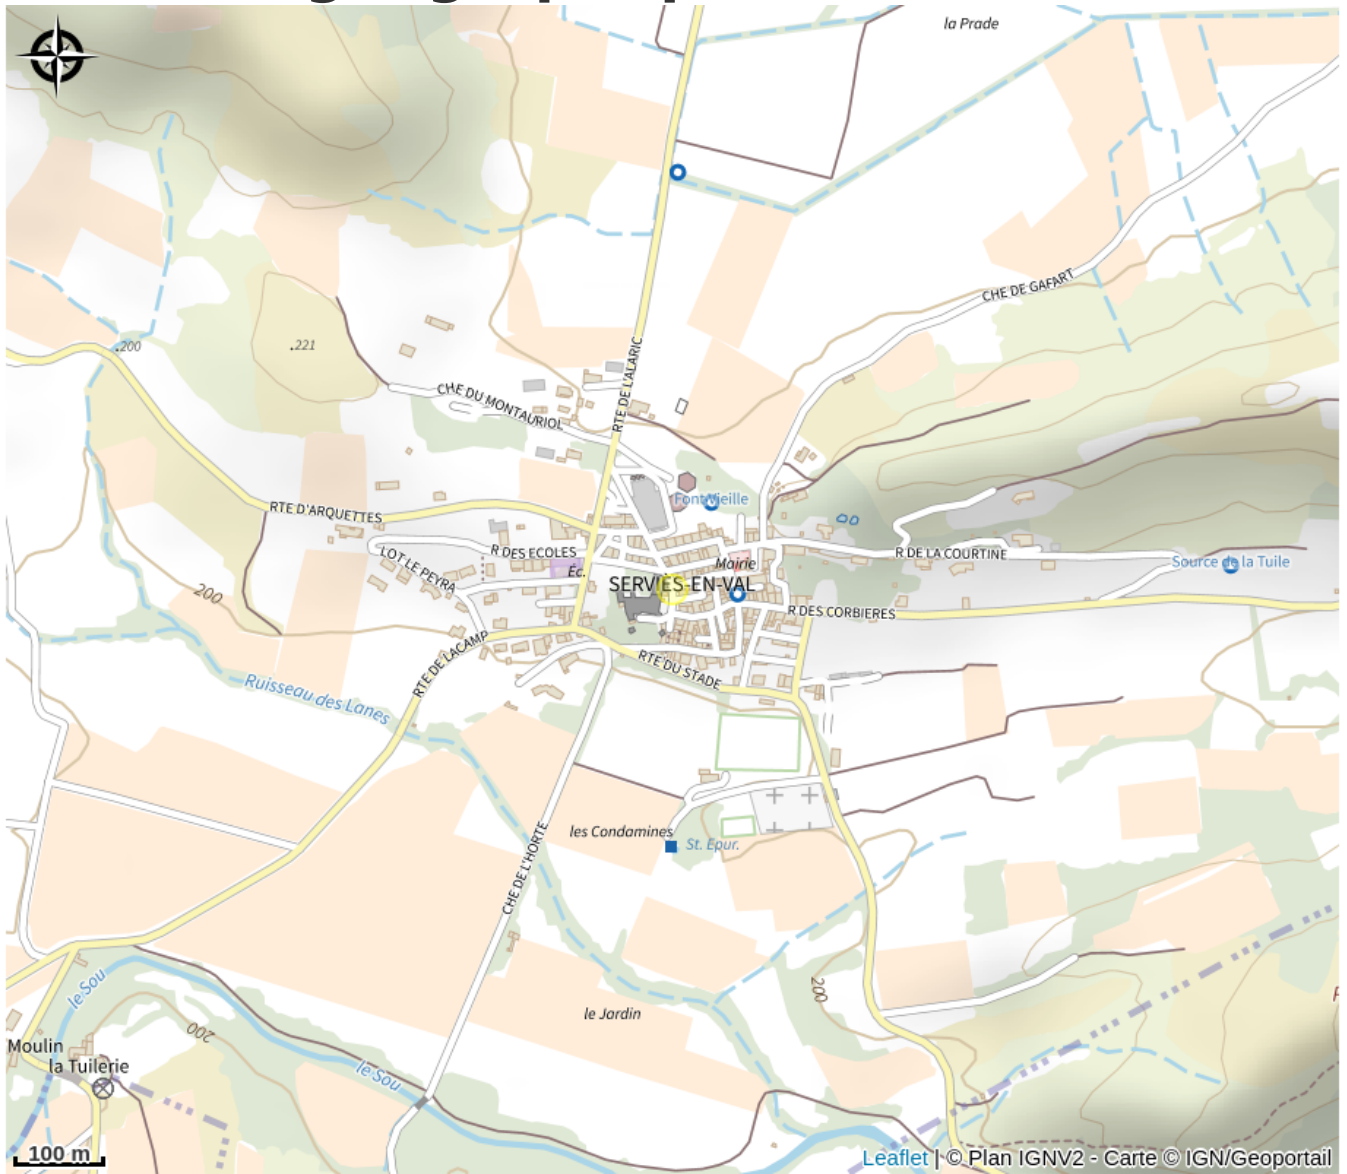 la Prade
CHE DE GAFART
RTE DE L'ALARIC
.200
.221
CHE DU MONTAURIOL
Font Vieille
RTE D'ARQUETTES
R DES ECOLES
R DE LA COURTINE
Source de la Tuile
Mairie
Éc.
LOT LE PEYRA
SERVIES-EN-VAL
200
R DES CORBIERES
RTE DE LACAMP
RTE DU STADE
Ruisseau des Lanes
les Condamines
St. Epur.
CHE DE L'HORTE
le Sou
200
le Jardin
200
Moulin
la Tuilerie
le Sou
100 m
Leaflet | © Plan IGNV2 - Carte © IGN/Geoportail